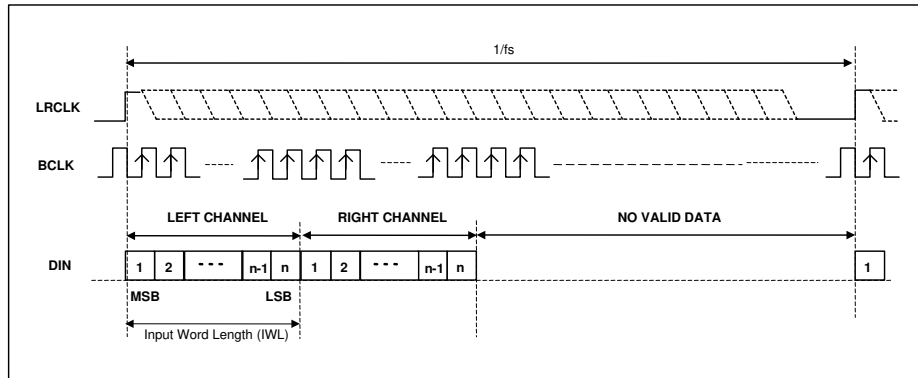 1/fs
LRCLK
BCLK
LEFT CHANNEL RIGHT CHANNEL NO VALID DATA
DIN 1 2 n-1 n 1 2 n-1 n 1
MSB LSB
Input Word Length (IWL)